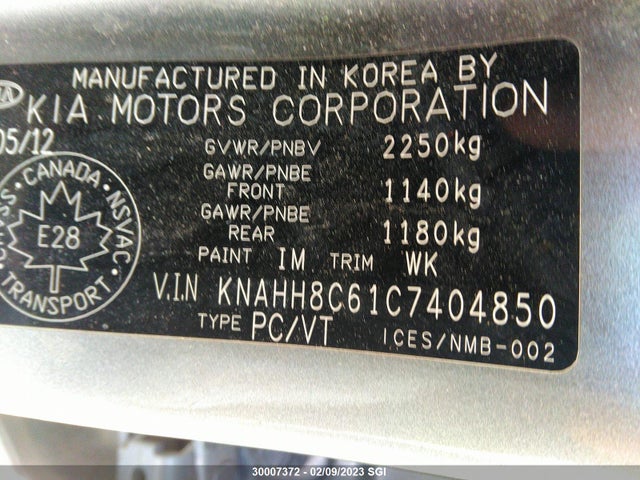 MANUFACTURED IN KOREA BY
KIA MOTORS CORPORATION
05/12
GVWR/PNBV 2250kg
GAWR/PNBE FRONT 1140kg
GAWR/PNBE REAR 1180kg
PAINT IM TRIM WK
V.I.N KNAHH8C61C7404850
TYPE PC/VT ICES/NMB-002
CANADA
NSVAC
E28
TRANSPORT
30007372 - 02/09/2023 SGI